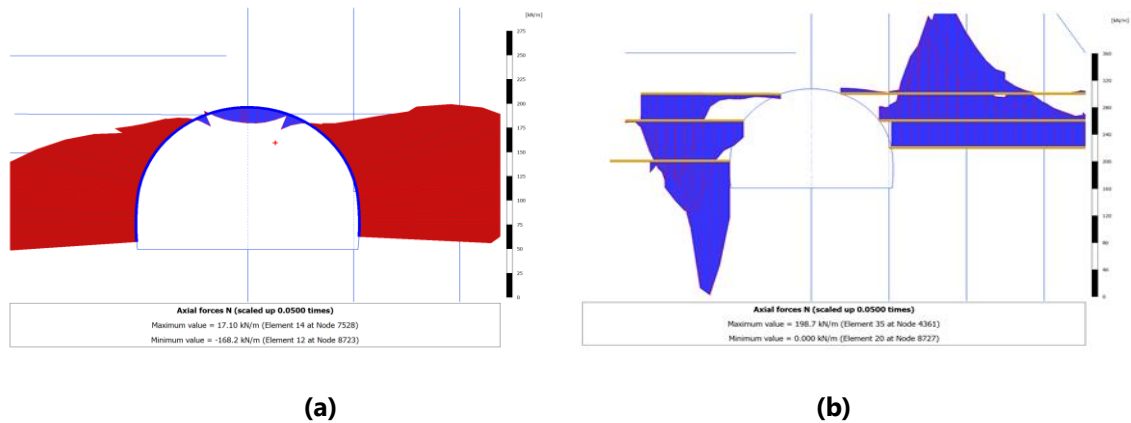 [kN/m]
275
250
225
200
175
150
125
100
75
50
25
0
Axial forces N (scaled up 0.0500 times)
Maximum value = 17.10 kN/m (Element 14 at Node 7528)
Minimum value = -168.2 kN/m (Element 12 at Node 8723)
(a)
[kN/m]
360
320
280
240
200
160
120
80
40
0
Axial forces N (scaled up 0.0500 times)
Maximum value = 198.7 kN/m (Element 35 at Node 4361)
Minimum value = 0.000 kN/m (Element 20 at Node 8727)
(b)